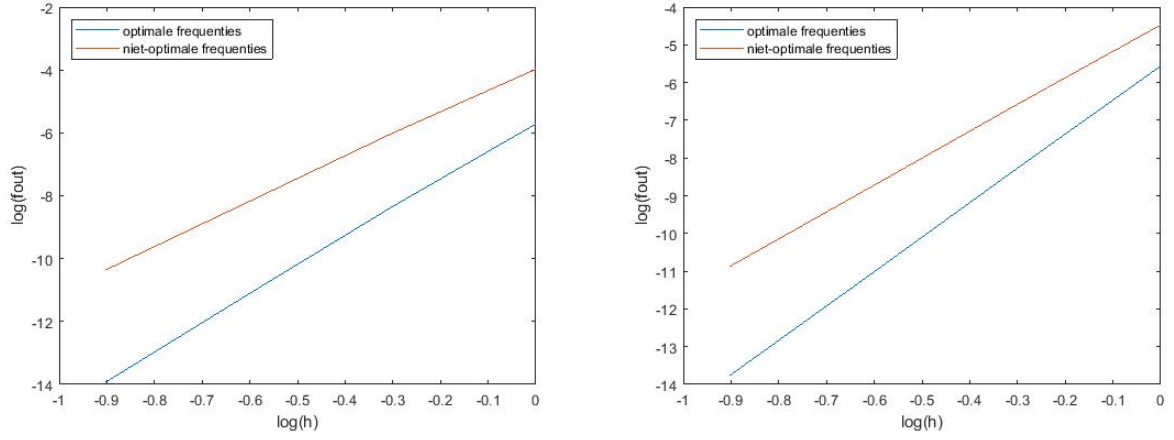 -2
-4
-6
-8
-10
-12
-14
log(fout)
optimale frequenties
niet-optimale frequenties
-1 -0.9 -0.8 -0.7 -0.6 -0.5 -0.4 -0.3 -0.2 -0.1 0
log(h)
-4
-5
-6
-7
-8
-9
-10
-11
-12
-13
-14
log(fout)
optimale frequenties
niet-optimale frequenties
-1 -0.9 -0.8 -0.7 -0.6 -0.5 -0.4 -0.3 -0.2 -0.1 0
log(h)